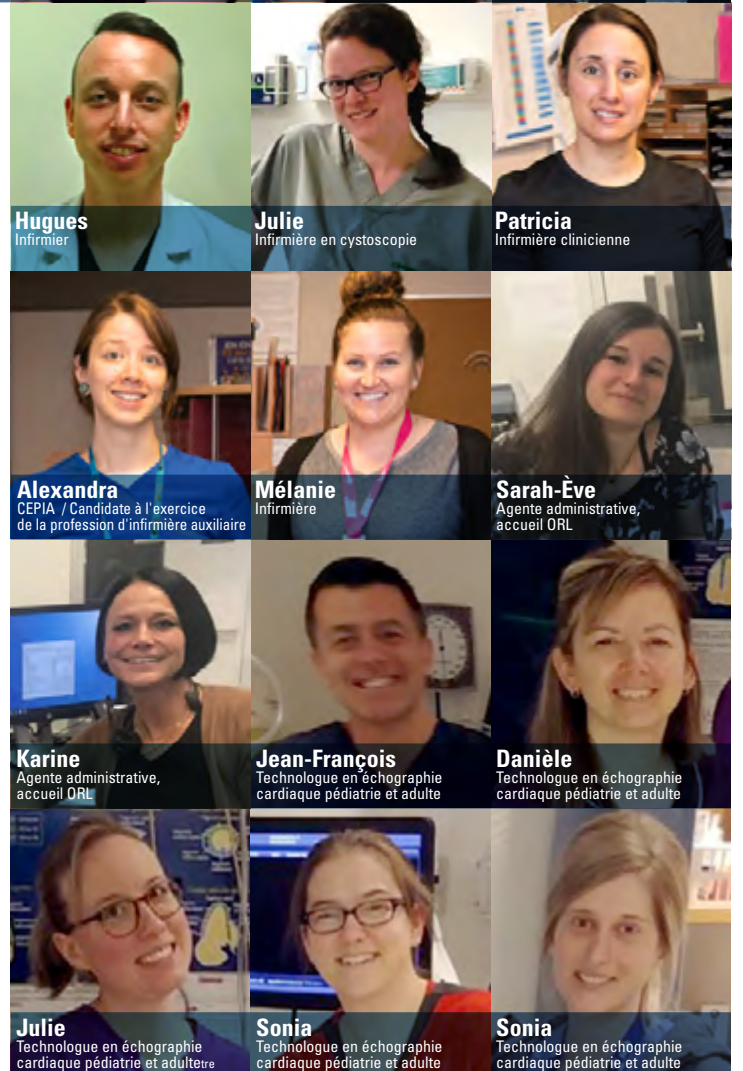 Hugues
Infirmier
Julie
Infirmière en cystoscopie
Patricia
Infirmière clinicienne
Alexandra
CEPIA / Candidate à l'exercice
de la profession d'infirmière auxiliaire
Mélanie
Infirmière
Sarah-Ève
Agente administrative,
accueil ORL
Karine
Agente administrative,
accueil ORL
Jean-François
Technologue en échographie
cardiaque pédiatrie et adulte
Danièle
Technologue en échographie
cardiaque pédiatrie et adulte
Julie
Technologue en échographie
cardiaque pédiatrie et adultetre
Sonia
Technologue en échographie
cardiaque pédiatrie et adulte
Sonia
Technologue en échographie
cardiaque pédiatrie et adulte